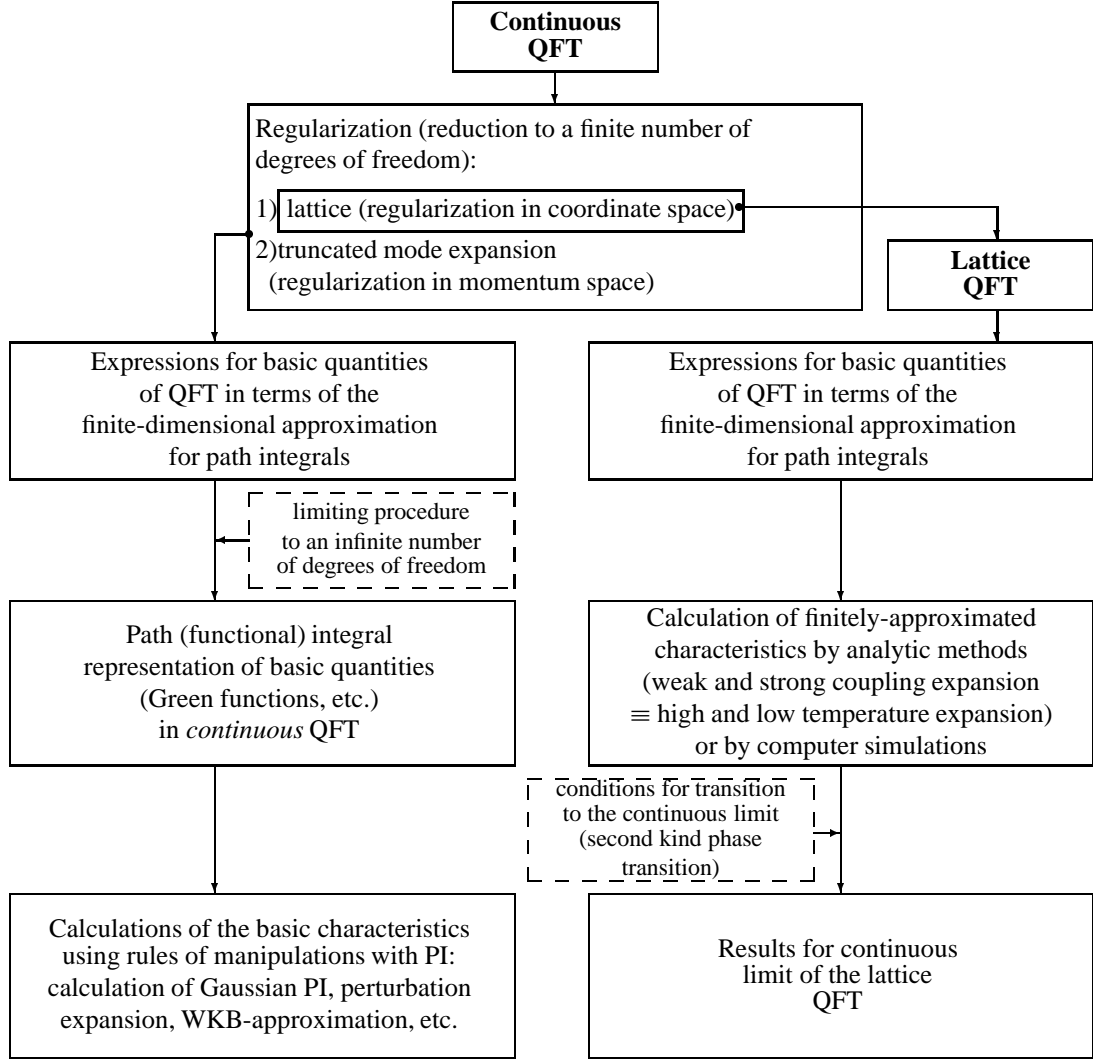 Continuous
QFT
Regularization (reduction to a finite number of
degrees of freedom):
1) lattice (regularization in coordinate space)
2)truncated mode expansion
(regularization in momentum space)
Lattice
QFT
Expressions for basic quantities
of QFT in terms of the
finite-dimensional approximation
for path integrals
Expressions for basic quantities
of QFT in terms of the
finite-dimensional approximation
for path integrals
limiting procedure
to an infinite number
of degrees of freedom
Path (functional) integral
representation of basic quantities
(Green functions, etc.)
in continuous QFT
Calculation of finitely-approximated
characteristics by analytic methods
(weak and strong coupling expansion
≡ high and low temperature expansion)
or by computer simulations
conditions for transition
to the continuous limit
(second kind phase
transition)
Calculations of the basic characteristics
using rules of manipulations with PI:
calculation of Gaussian PI, perturbation
expansion, WKB-approximation, etc.
Results for continuous
limit of the lattice
QFT